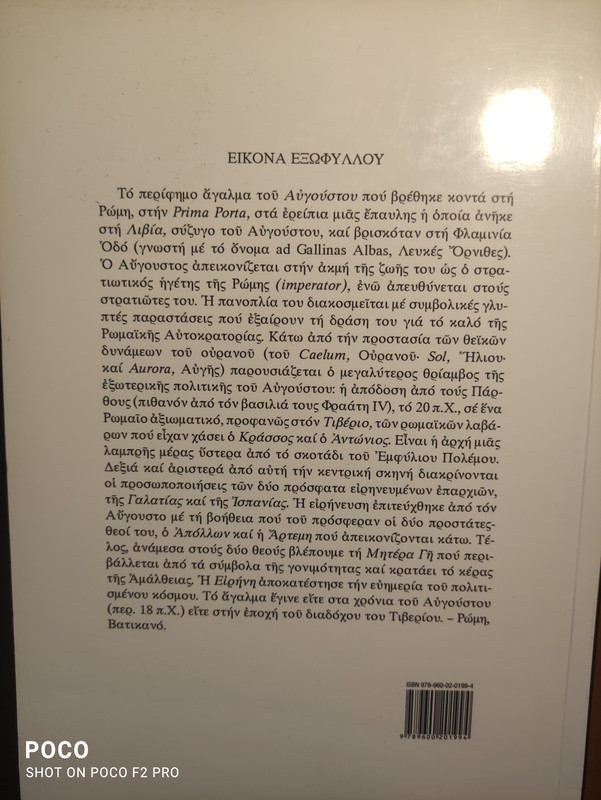 ΕΙΚΟΝΑ ΕΞΩΦΥΛΛΟΥ
Τό περίφημο ἄγαλμα τοῦ Αὐγούστου πού βρέθηκε κοντά στή
Ρώμη, στήν Prima Porta, στά ἐρείπια μιᾶς ἔπαυλης ἡ ὁποία ἀνῆκε
στή Λιβία, σύζυγο τοῦ Αὐγούστου, καί βρισκόταν στή Φλαμινία
Ὁδό (γνωστή μέ τό ὄνομα ad Gallinas Albas, Λευκές Ὄρνιθες).
Ὁ Αὔγουστος ἀπεικονίζεται στήν ἀκμή τῆς ζωῆς του ὡς ὁ στρα-
τιωτικός ἡγέτης τῆς Ρώμης (imperator), ἐνῶ ἀπευθύνεται στούς
στρατιῶτες του. Ἡ πανοπλία του διακοσμεῖται μέ συμβολικές γλυ-
πτές παραστάσεις πού ἐξαίρουν τή δράση του γιά τό καλό τῆς
Ρωμαϊκῆς Αὐτοκρατορίας. Κάτω ἀπό τήν προστασία τῶν θεϊκῶν
δυνάμεων τοῦ οὐρανοῦ (τοῦ Caelum, Οὐρανοῦ· Sol, Ἥλιου·
καί Aurora, Αὐγῆς) παρουσιάζεται ὁ μεγαλύτερος θρίαμβος τῆς
ἐξωτερικῆς πολιτικῆς τοῦ Αὐγούστου: ἡ ἀπόδοση ἀπό τούς Πάρ-
θους (πιθανόν ἀπό τόν βασιλιά τους Φραάτη IV), τό 20 π.Χ., σέ ἕνα
Ρωμαῖο ἀξιωματικό, προφανῶς στόν Τιβέριο, τῶν ρωμαϊκῶν λαβά-
ρων πού εἶχαν χάσει ὁ Κράσσος καί ὁ Ἀντώνιος. Εἶναι ἡ ἀρχή μιᾶς
λαμπρῆς μέρας ὕστερα ἀπό τό σκοτάδι τοῦ Ἐμφύλιου Πολέμου.
Δεξιά καί ἀριστερά ἀπό αὐτή τήν κεντρική σκηνή διακρίνονται
οἱ προσωποποιήσεις τῶν δύο πρόσφατα εἰρηνευμένων ἐπαρχιῶν,
τῆς Γαλατίας καί τῆς Ἱσπανίας. Ἡ εἰρήνευση ἐπιτεύχθηκε ἀπό τόν
Αὔγουστο μέ τή βοήθεια πού τοῦ πρόσφεραν οἱ δύο προστάτες-
θεοί του, ὁ Ἀπόλλων καί ἡ Ἄρτεμη πού ἀπεικονίζονται κάτω. Τέ-
λος, ἀνάμεσα στούς δύο θεούς βλέπουμε τή Μητέρα Γῆ πού περι-
βάλλεται ἀπό τά σύμβολα τῆς γονιμότητας καί κρατάει τό κέρας
τῆς Ἀμάλθειας. Ἡ Εἰρήνη ἀποκατέστησε τήν εὐημερία τοῦ πολιτι-
σμένου κόσμου. Τό ἄγαλμα ἔγινε εἴτε στα χρόνια τοῦ Αὐγούστου
(περ. 18 π.Χ.) εἴτε στήν ἐποχή τοῦ διαδόχου του Τιβερίου. – Ρώμη,
Βατικανό.
ISBN 978-960-02-0199-4
9 789600 201994
POCO
SHOT ON POCO F2 PRO